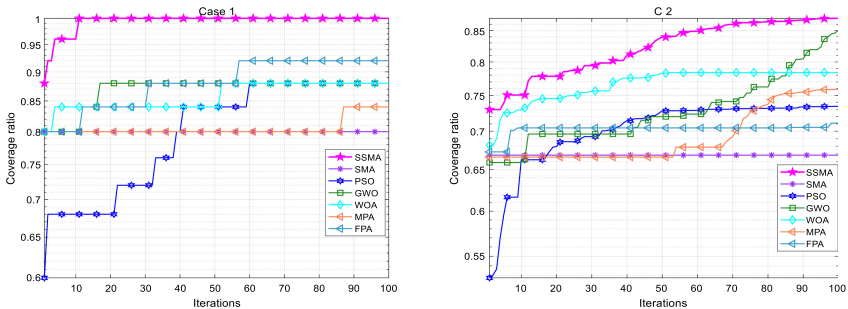 Case 1
Coverage ratio
1
0.95
0.9
0.85
0.8
0.75
0.7
0.65
0.6
10 20 30 40 50 60 70 80 90 100
Iterations
SSMA
SMA
PSO
GWO
WOA
MPA
FPA
C 2
Coverage ratio
0.85
0.8
0.75
0.7
0.65
0.6
0.55
10 20 30 40 50 60 70 80 90 100
Iterations
SSMA
SMA
PSO
GWO
WOA
MPA
FPA